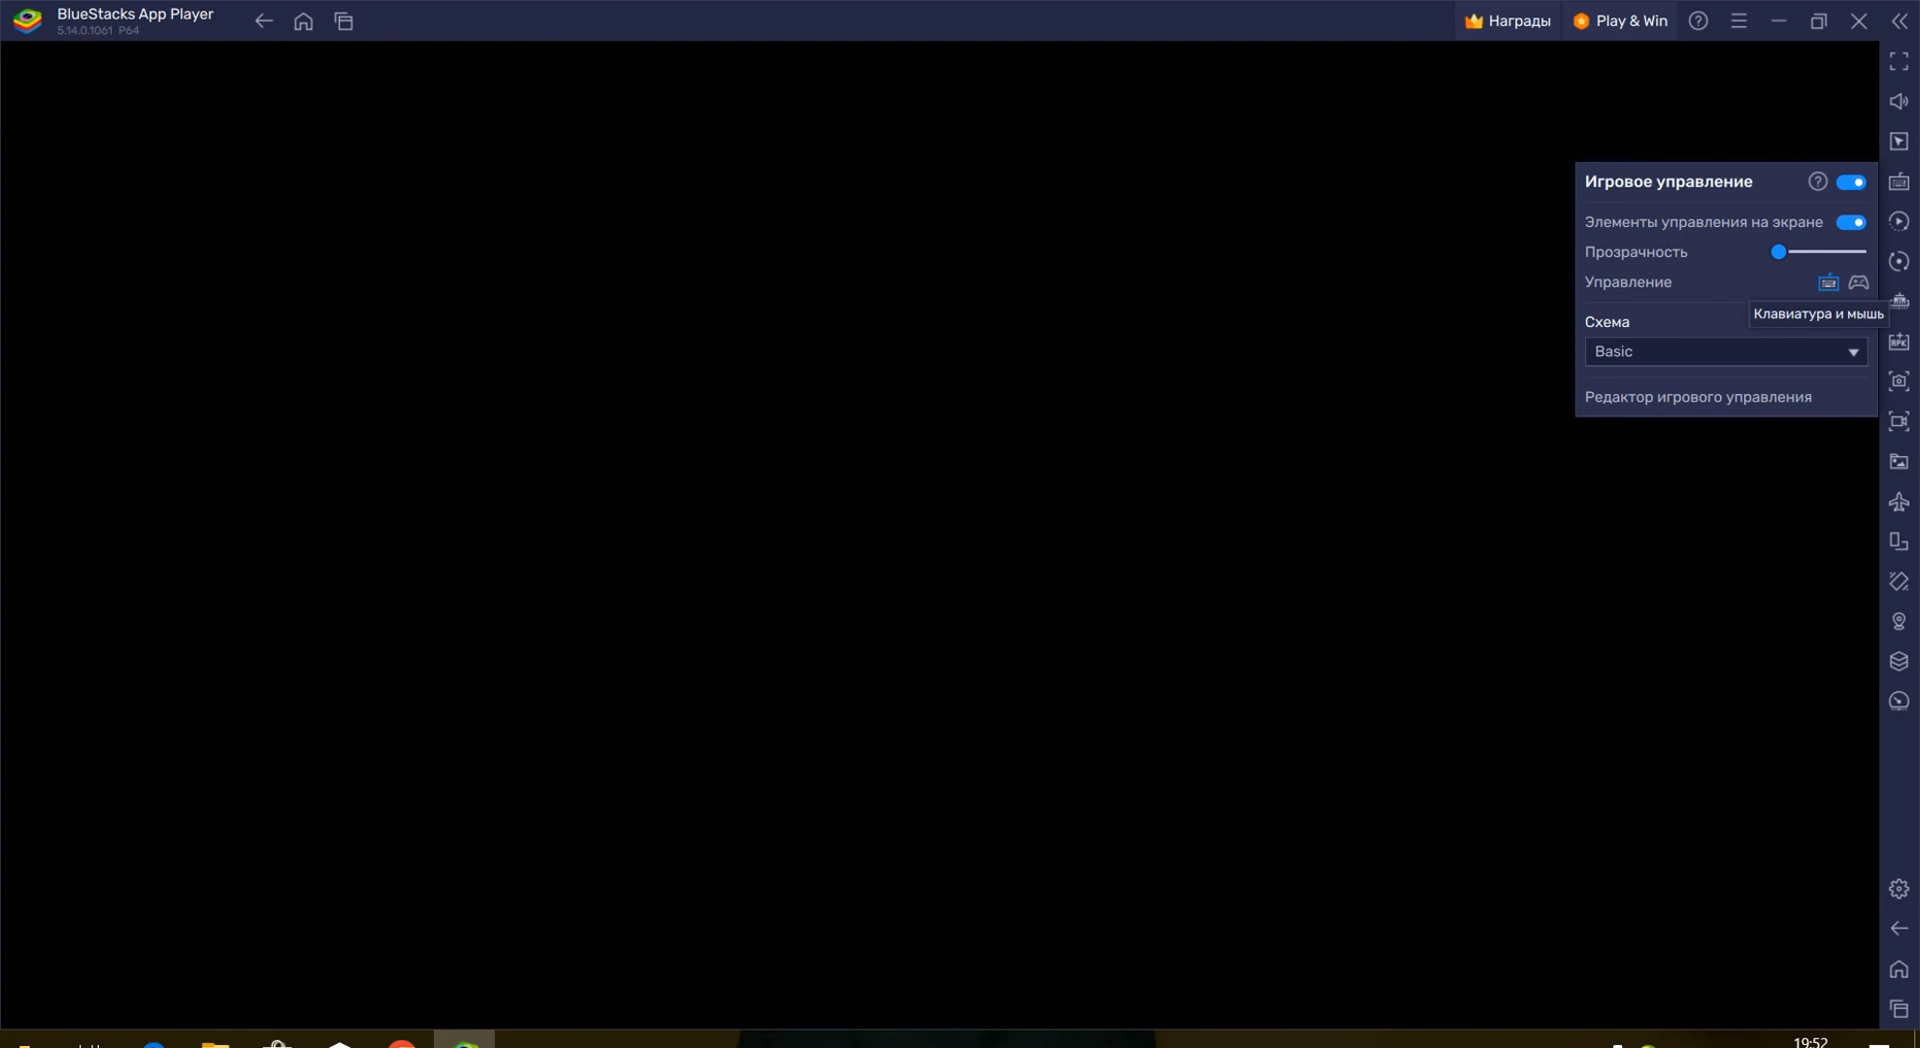 BlueStacks App Player
5.14.0.1061 P64
Награды
Play & Win
Игровое управление
Элементы управления на экране
Прозрачность
Управление
Клавиатура и мышь
Схема
Basic
Редактор игрового управления
APK
19:52